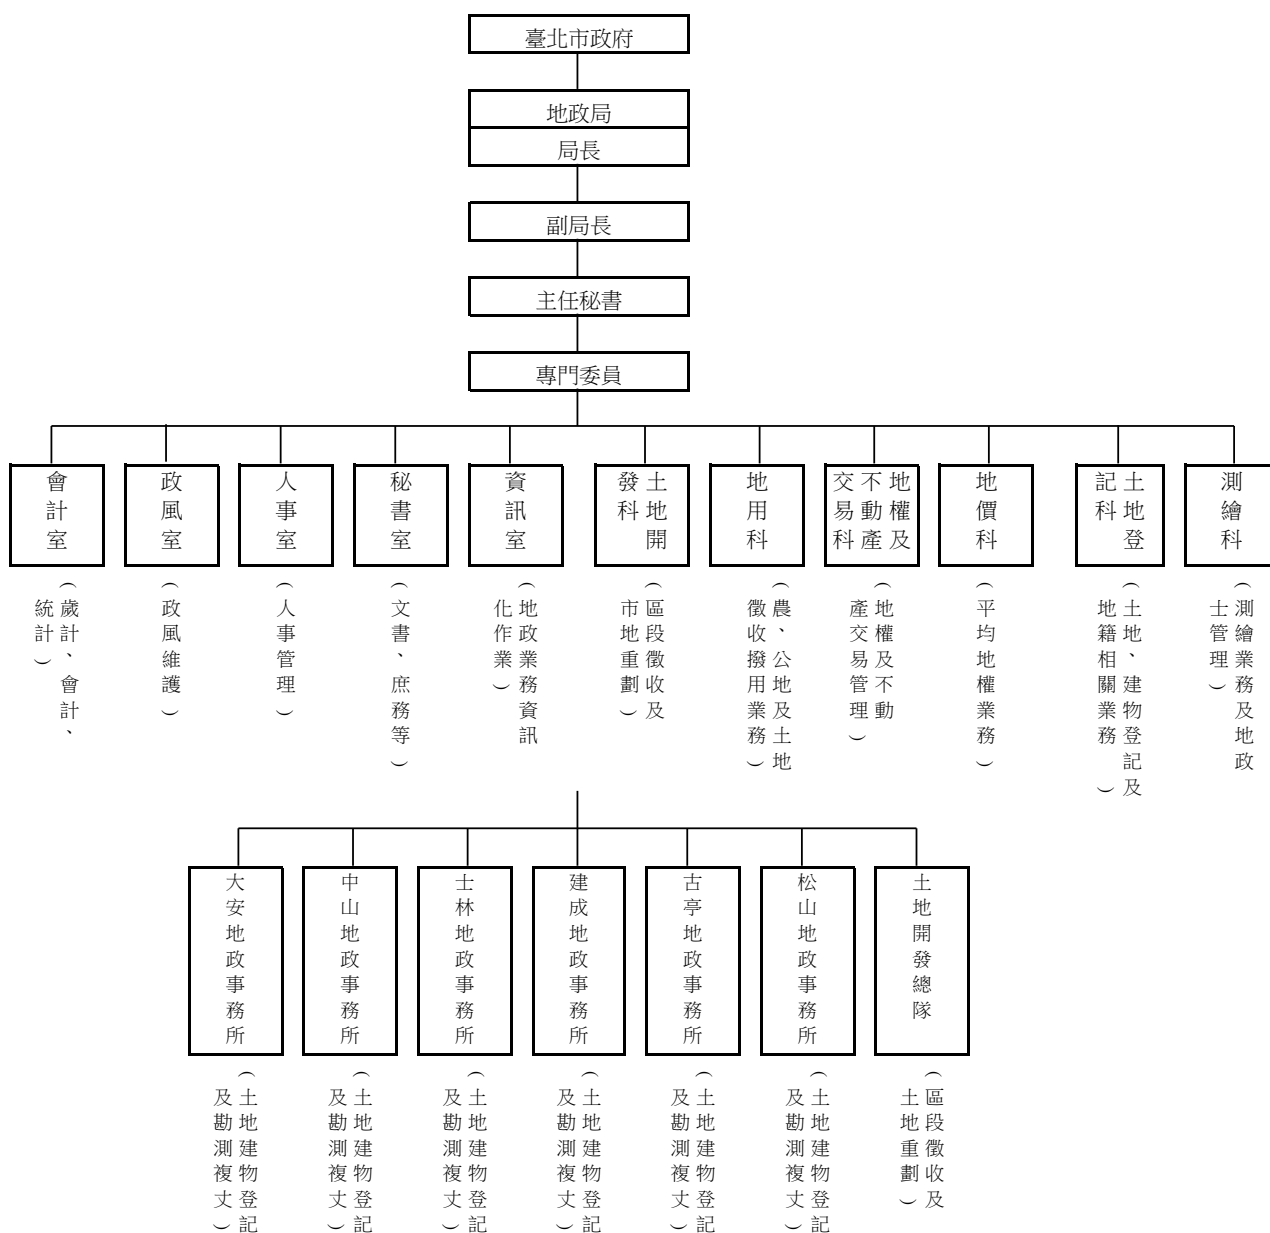 臺北市政府
地政局
局長
副局長
主任秘書
專門委員
測繪科
（測繪業務及地政
士管理）
土地登
記科
（土地、建物登記及
地籍相關業務）
地價科
（平均地權業務）
地權及
不動產
交易科
（地權及不動
產交易管理）
地用科
（農、公地及土地
徵收撥用業務）
土地開
發科
（區段徵收及
市地重劃）
資訊室
（地政業務資訊
化作業）
秘書室
（文書、庶務等）
人事室
（人事管理）
政風室
（政風維護）
會計室
（歲計、會計、
統計）
土地開發總隊
（區段徵收及
土地重劃）
松山地政事務所
（土地建物登記
及勘測複丈）
古亭地政事務所
（土地建物登記
及勘測複丈）
建成地政事務所
（土地建物登記
及勘測複丈）
士林地政事務所
（土地建物登記
及勘測複丈）
中山地政事務所
（土地建物登記
及勘測複丈）
大安地政事務所
（土地建物登記
及勘測複丈）